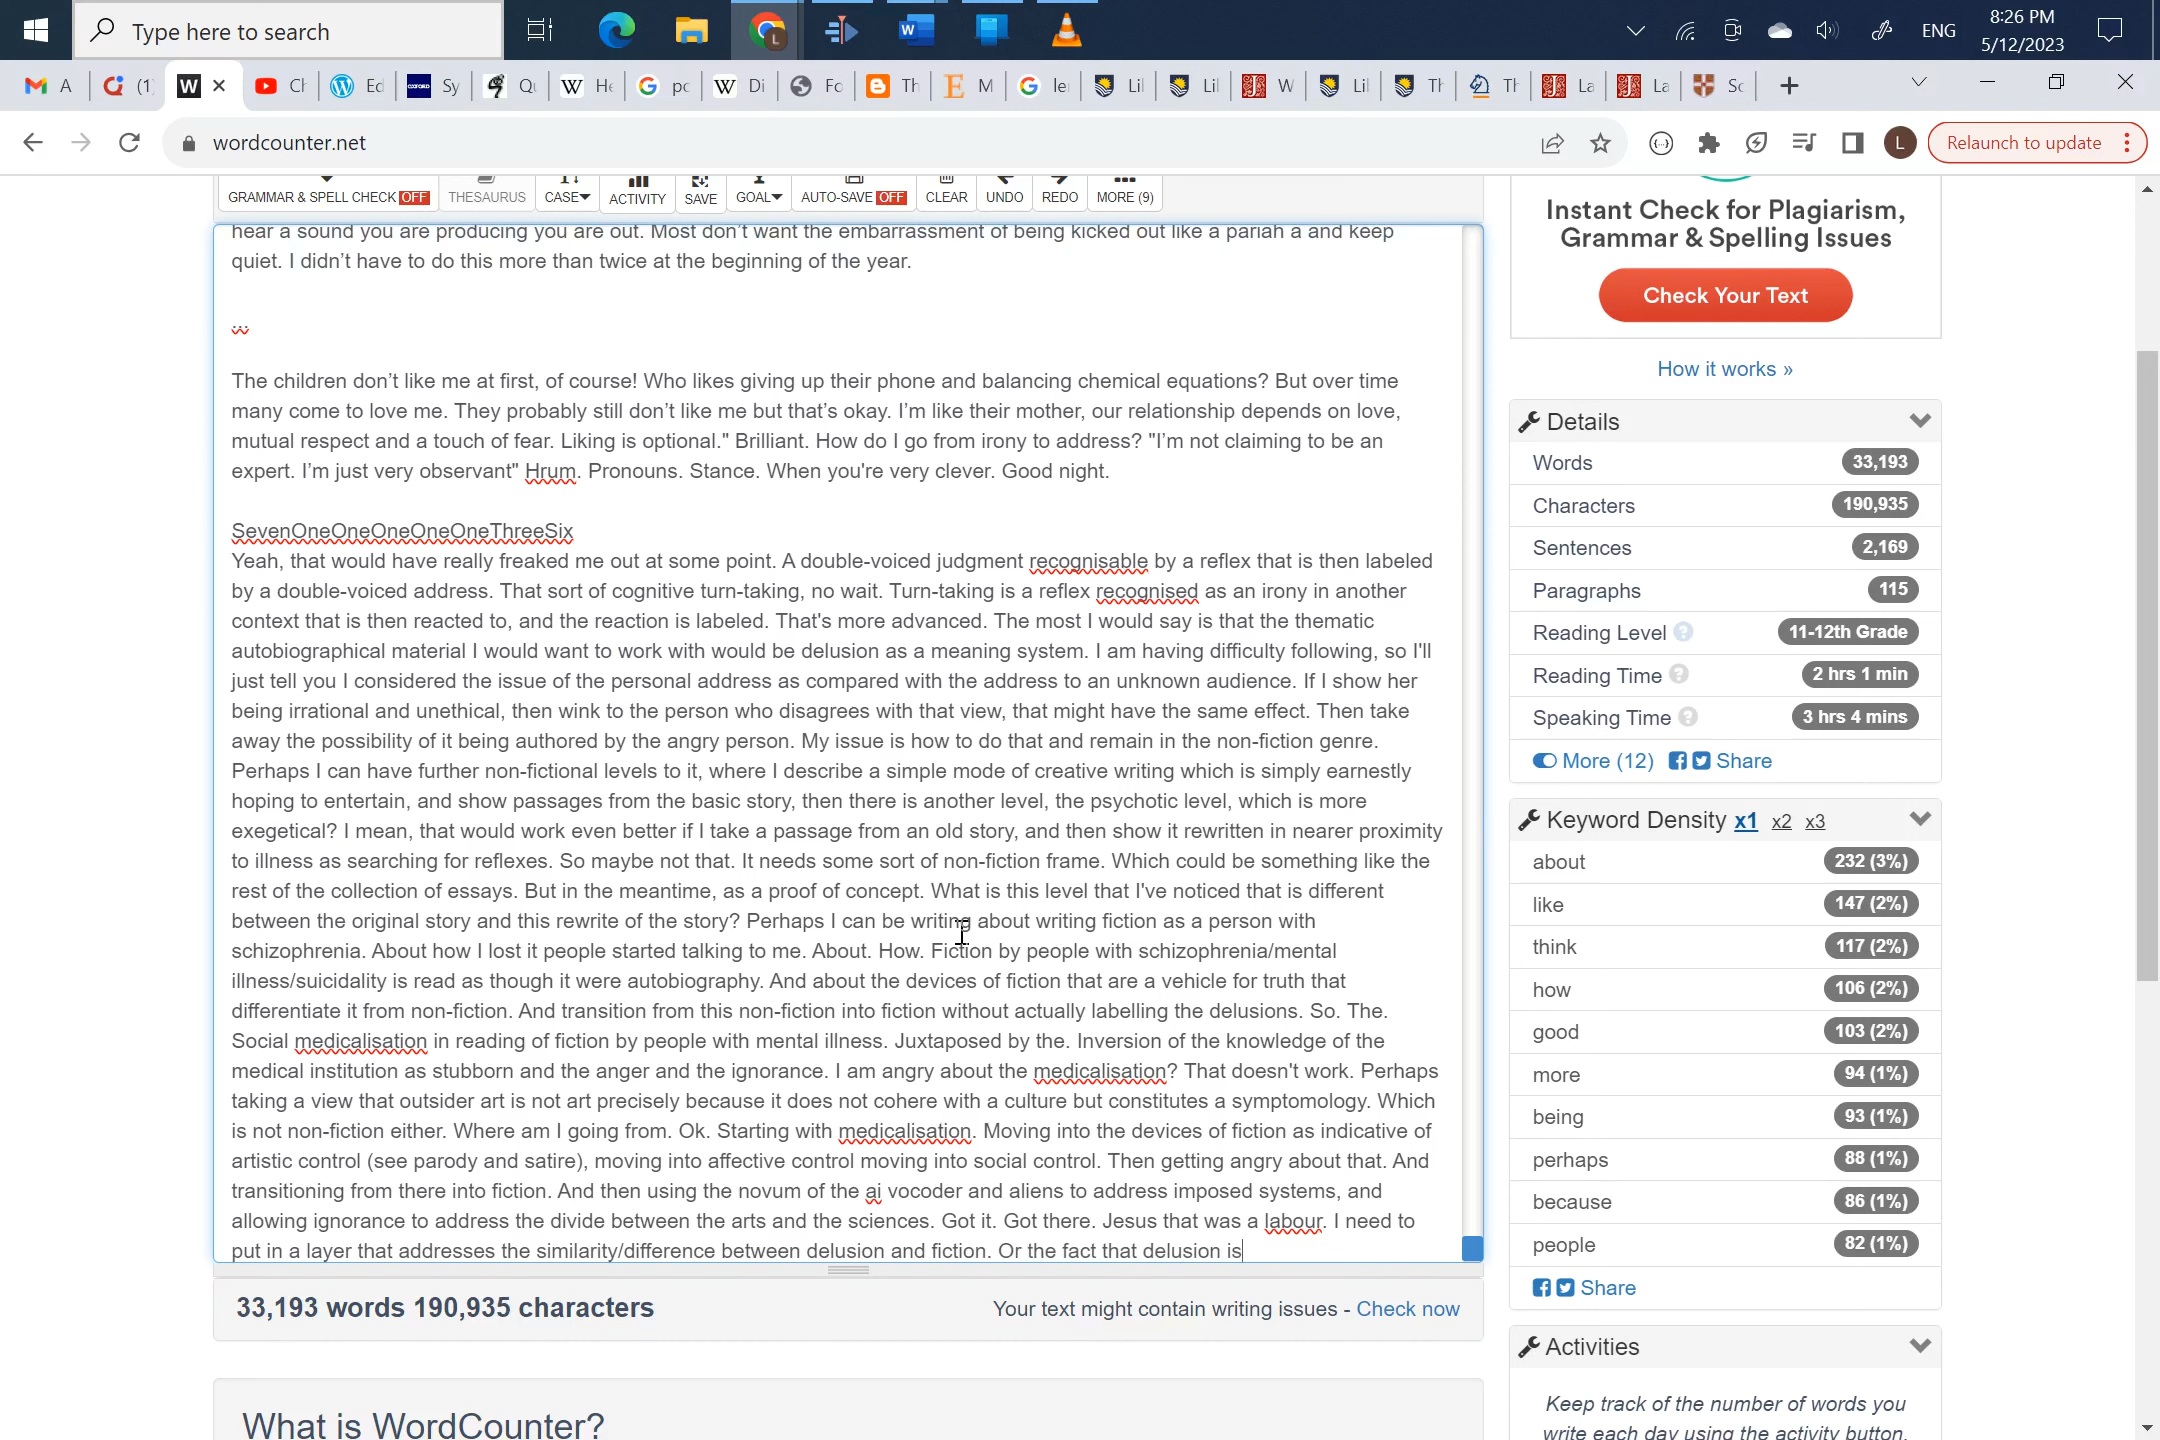 Type here to search
ENG
8:26 PM
5/12/2023
A
(1
W
Ch
Ed
OXFORD Sy
Qu
W He
pc
W Di
Fo
Th
E M
le
Lil
Lil
W
Lil
Th
Th
La
La
Sc
wordcounter.net
L
Relaunch to update
GRAMMAR & SPELL CHECK OFF
THESAURUS
CASE
ACTIVITY
SAVE
GOAL
AUTO-SAVE OFF
CLEAR
UNDO
REDO
MORE (9)
hear a sound you are producing you are out. Most don't want the embarrassment of being kicked out like a pariah a and keep
quiet. I didn't have to do this more than twice at the beginning of the year.
...
The children don't like me at first, of course! Who likes giving up their phone and balancing chemical equations? But over time
many come to love me. They probably still don't like me but that's okay. I'm like their mother, our relationship depends on love,
mutual respect and a touch of fear. Liking is optional." Brilliant. How do I go from irony to address? "I'm not claiming to be an
expert. I'm just very observant" Hrum. Pronouns. Stance. When you're very clever. Good night.
SevenOneOneOneOneOneThreeSix
Yeah, that would have really freaked me out at some point. A double-voiced judgment recognisable by a reflex that is then labeled
by a double-voiced address. That sort of cognitive turn-taking, no wait. Turn-taking is a reflex recognised as an irony in another
context that is then reacted to, and the reaction is labeled. That's more advanced. The most I would say is that the thematic
autobiographical material I would want to work with would be delusion as a meaning system. I am having difficulty following, so I'll
just tell you I considered the issue of the personal address as compared with the address to an unknown audience. If I show her
being irrational and unethical, then wink to the person who disagrees with that view, that might have the same effect. Then take
away the possibility of it being authored by the angry person. My issue is how to do that and remain in the non-fiction genre.
Perhaps I can have further non-fictional levels to it, where I describe a simple mode of creative writing which is simply earnestly
hoping to entertain, and show passages from the basic story, then there is another level, the psychotic level, which is more
exegetical? I mean, that would work even better if I take a passage from an old story, and then show it rewritten in nearer proximity
to illness as searching for reflexes. So maybe not that. It needs some sort of non-fiction frame. Which could be something like the
rest of the collection of essays. But in the meantime, as a proof of concept. What is this level that I've noticed that is different
between the original story and this rewrite of the story? Perhaps I can be writing about writing fiction as a person with
schizophrenia. About how I lost it people started talking to me. About. How. Fiction by people with schizophrenia/mental
illness/suicidality is read as though it were autobiography. And about the devices of fiction that are a vehicle for truth that
differentiate it from non-fiction. And transition from this non-fiction into fiction without actually labelling the delusions. So. The.
Social medicalisation in reading of fiction by people with mental illness. Juxtaposed by the. Inversion of the knowledge of the
medical institution as stubborn and the anger and the ignorance. I am angry about the medicalisation? That doesn't work. Perhaps
taking a view that outsider art is not art precisely because it does not cohere with a culture but constitutes a symptomology. Which
is not non-fiction either. Where am I going from. Ok. Starting with medicalisation. Moving into the devices of fiction as indicative of
artistic control (see parody and satire), moving into affective control moving into social control. Then getting angry about that. And
transitioning from there into fiction. And then using the novum of the ai vocoder and aliens to address imposed systems, and
allowing ignorance to address the divide between the arts and the sciences. Got it. Got there. Jesus that was a labour. I need to
put in a layer that addresses the similarity/difference between delusion and fiction. Or the fact that delusion is
33,193 words 190,935 characters
Your text might contain writing issues - Check now
What is WordCounter?
Instant Check for Plagiarism,
Grammar & Spelling Issues
Check Your Text
How it works »
Details
Words 33,193
Characters 190,935
Sentences 2,169
Paragraphs 115
Reading Level ? 11-12th Grade
Reading Time ? 2 hrs 1 min
Speaking Time ? 3 hrs 4 mins
More (12) Share
Keyword Density x1 x2 x3
about 232 (3%)
like 147 (2%)
think 117 (2%)
how 106 (2%)
good 103 (2%)
more 94 (1%)
being 93 (1%)
perhaps 88 (1%)
because 86 (1%)
people 82 (1%)
Share
Activities
Keep track of the number of words you
write each day using the activity button.